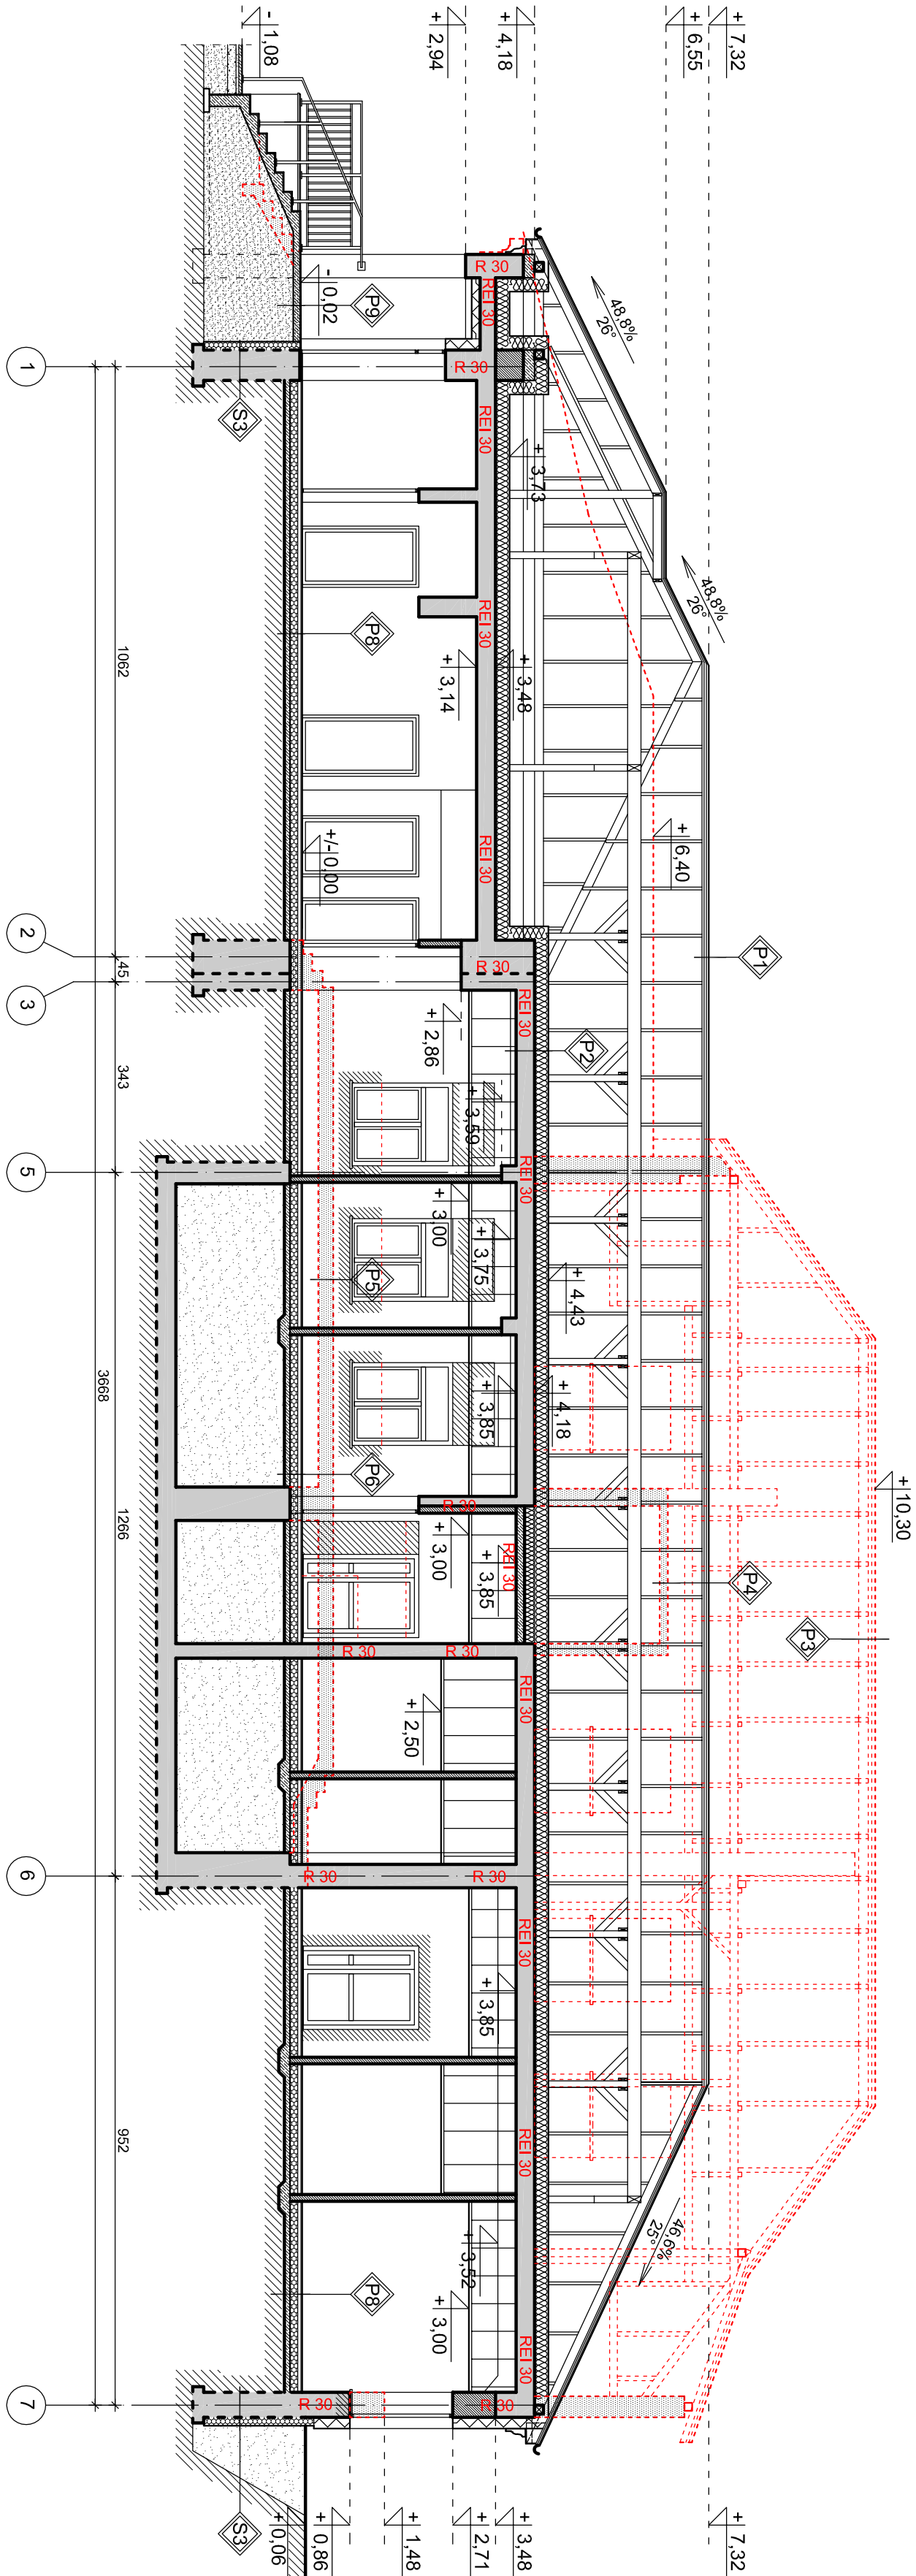 - 1,08
+ 2,94
+ 4,18
+ 6,55
+ 7,32
48,8%
26°
48,8%
26°
R 30
REI 30
- 0,02
P9
1
R 30
S3
REI 30
+ 3,73
REI 30
P8
+ 3,14
+ 3,48
1062
REI 30
+/-0,00
+ 6,40
P1
2
R 30
45
3
REI 30
+ 2,86
P2
343
+ 3,59
5
REI 30
+ 3,00
+ 3,75
P5
+ 4,43
+ 3,85
+ 4,18
3668
P6
R 30
+ 10,30
1266
+ 3,00
+ 3,85
REI 30
P4
P3
R 30
R 30
REI 30
+ 2,50
6
R 30
R 30
REI 30
+ 3,85
952
REI 30
46,6%
25°
+ 3,52
P8
+ 3,00
REI 30
7
R 30
R 30
S3
+ 0,06
+ 0,86
+ 1,48
+ 2,71
+ 3,48
+ 7,32